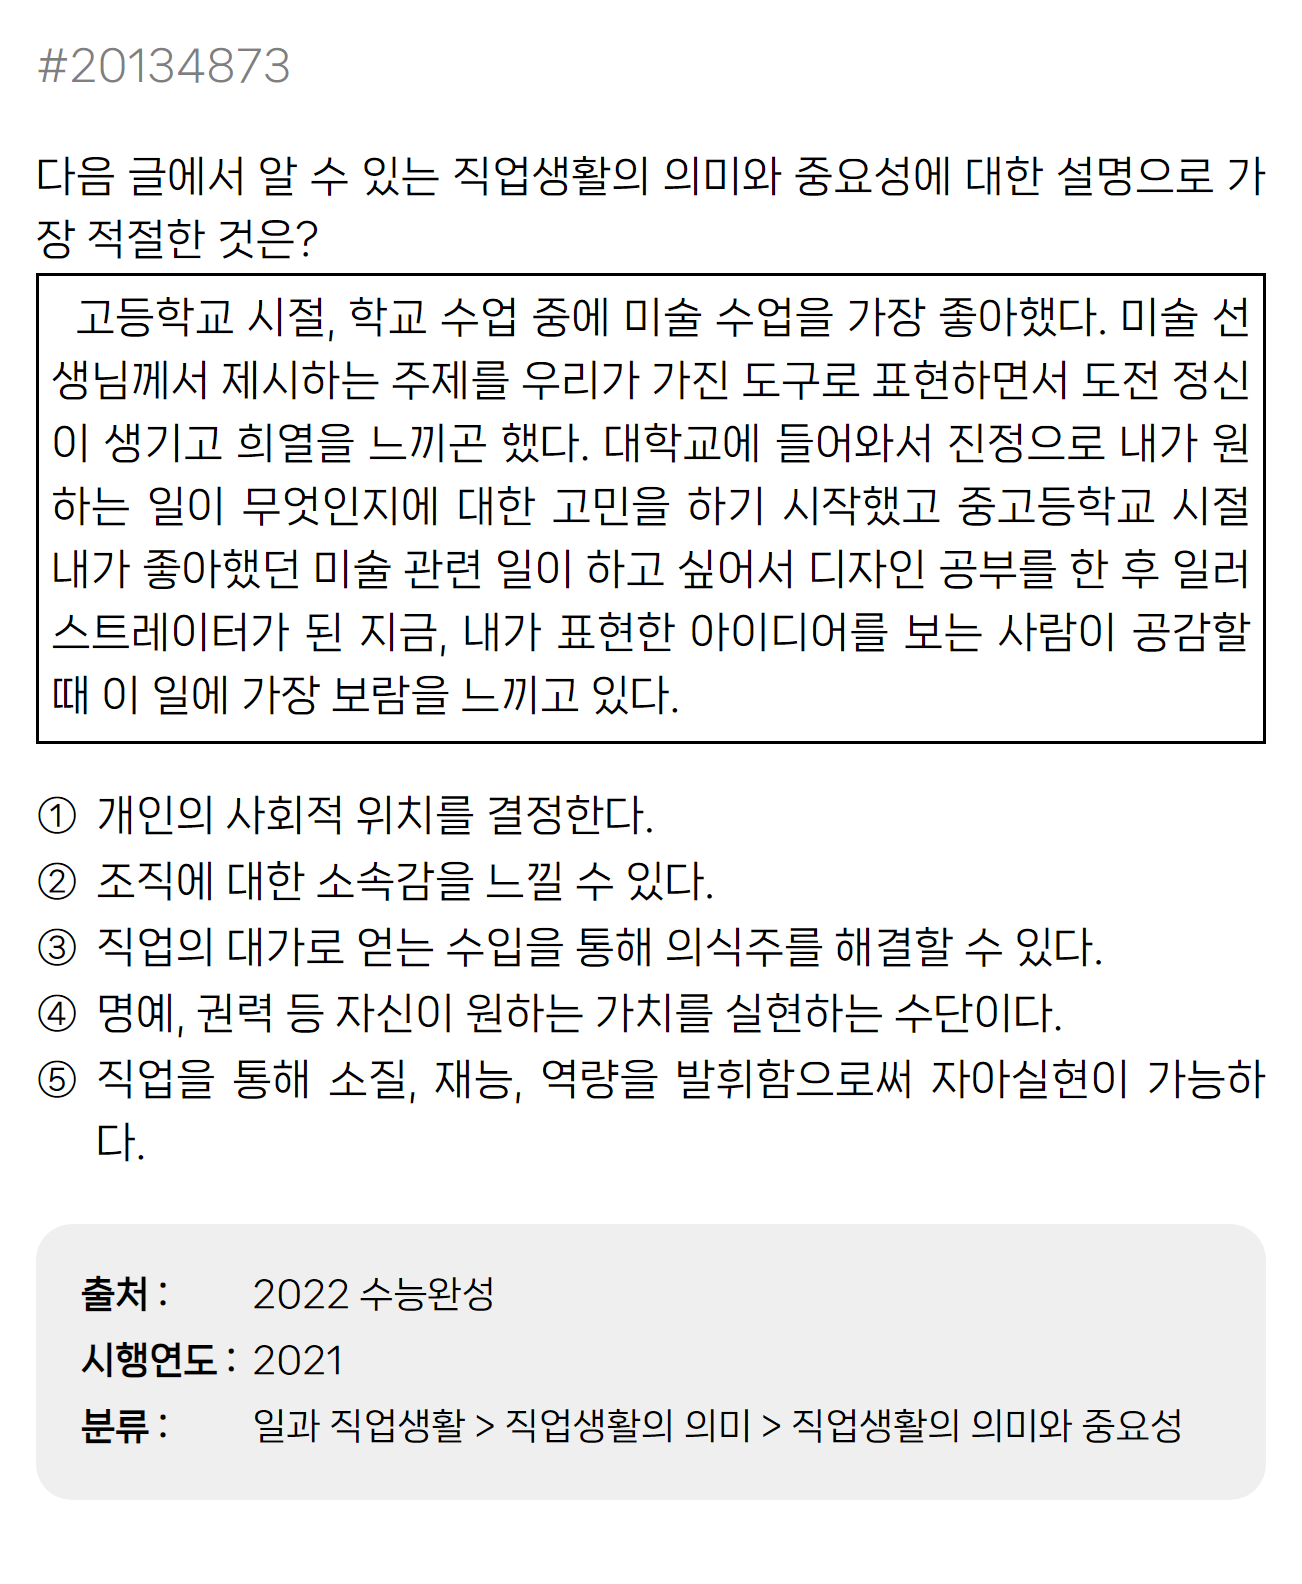 #20134873
다음 글에서 알 수 있는 직업생활의 의미와 중요성에 대한 설명으로 가
장 적절한 것은?
고등학교 시절, 학교 수업 중에 미술 수업을 가장 좋아했다. 미술 선
생님께서 제시하는 주제를 우리가 가진 도구로 표현하면서 도전 정신
이 생기고 희열을 느끼곤 했다. 대학교에 들어와서 진정으로 내가 원
하는 일이 무엇인지에 대한 고민을 하기 시작했고 중고등학교 시절
내가 좋아했던 미술 관련 일이 하고 싶어서 디자인 공부를 한 후 일러
스트레이터가 된 지금, 내가 표현한 아이디어를 보는 사람이 공감할
때 이 일에 가장 보람을 느끼고 있다.
① 개인의 사회적 위치를 결정한다.
② 조직에 대한 소속감을 느낄 수 있다.
③ 직업의 대가로 얻는 수입을 통해 의식주를 해결할 수 있다.
④ 명예, 권력 등 자신이 원하는 가치를 실현하는 수단이다.
⑤ 직업을 통해 소질, 재능, 역량을 발휘함으로써 자아실현이 가능하
다.
출처 : 2022 수능완성
시행연도 : 2021
분류 : 일과 직업생활 > 직업생활의 의미 > 직업생활의 의미와 중요성